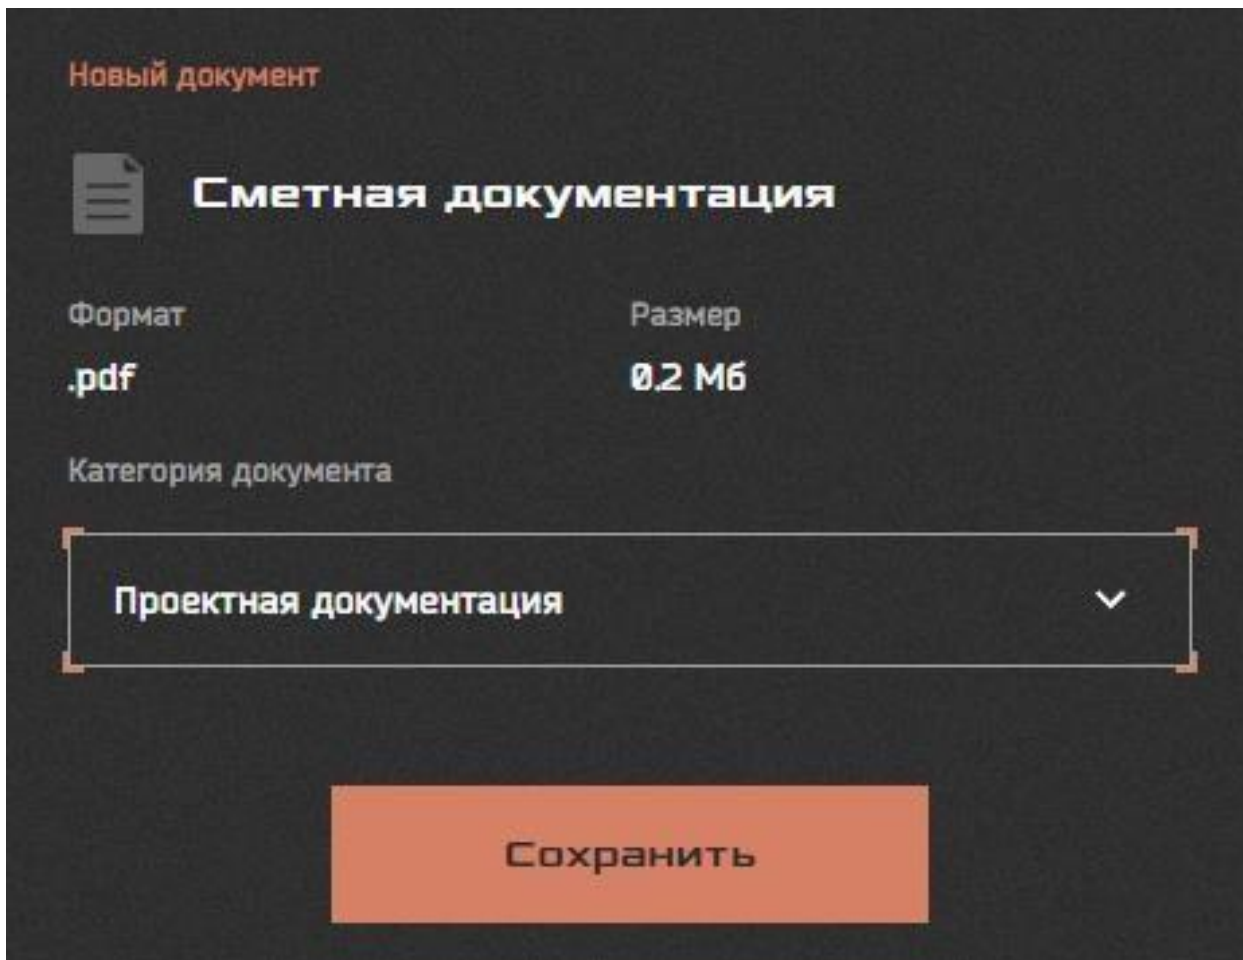 Новый документ
Сметная документация
Формат Размер
.pdf 0.2 Мб
Категория документа
Проектная документация
Сохранить